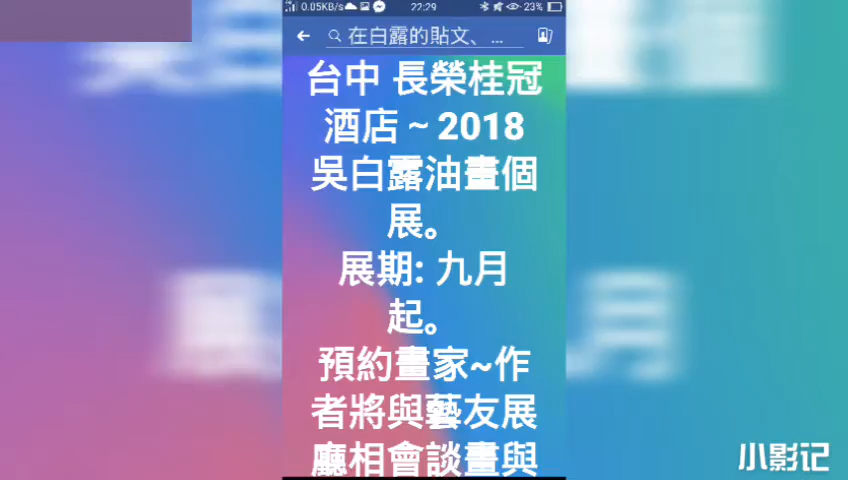 0.05KB/s
22:29
23%
在白露的貼文、...
台中 長榮桂冠
酒店~2018
吳白露油畫個
展。
展期: 九月
起。
預約畫家~作
者將與藝友展
廳相會談畫與
小影记